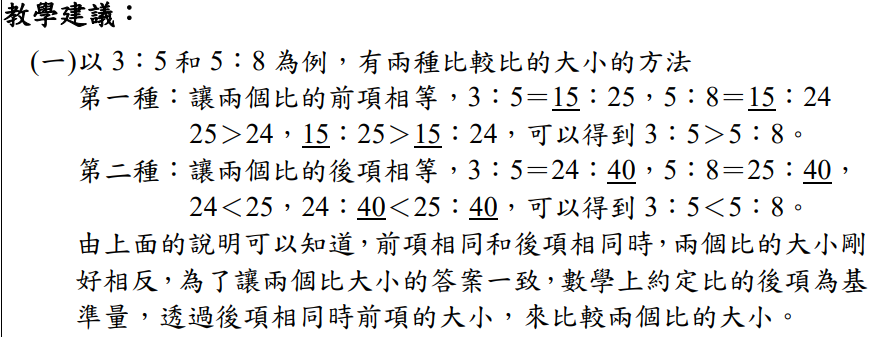 教學建議：
(一)以 3：5 和 5：8 為例，有兩種比較比的大小的方法
第一種：讓兩個比的前項相等，3：5＝15：25，5：8＝15：24
25＞24，15：25＞15：24，可以得到 3：5＞5：8。
第二種：讓兩個比的後項相等，3：5＝24：40，5：8＝25：40，
24＜25，24：40＜25：40，可以得到 3：5＜5：8。
由上面的說明可以知道，前項相同和後項相同時，兩個比的大小剛
好相反，為了讓兩個比大小的答案一致，數學上約定比的後項為基
準量，透過後項相同時前項的大小，來比較兩個比的大小。